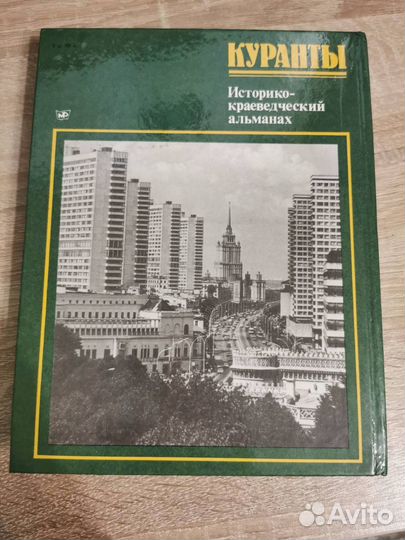 КУРАНТЫ
Историко-
краеведческий
альманах
Avito